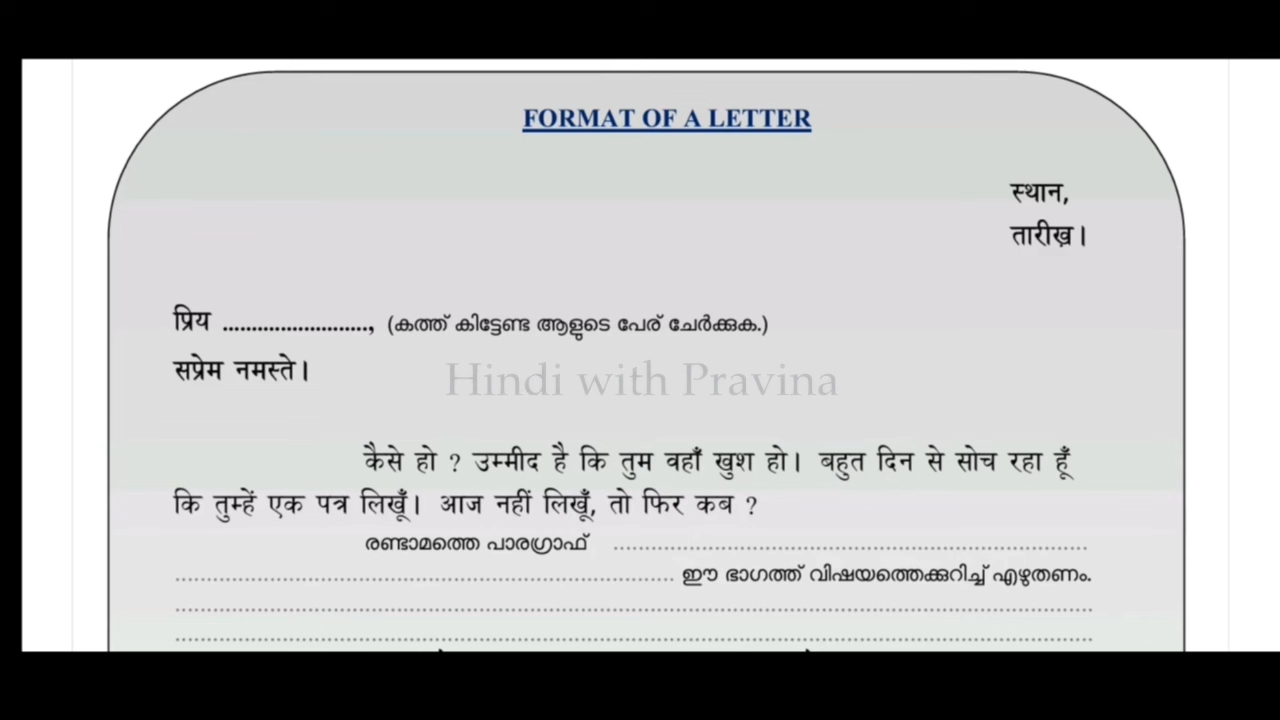 FORMAT OF A LETTER
स्थान,
तारीख़।
प्रिय ........................., (കത്ത് കിട്ടേണ്ട ആളുടെ പേര് ചേർക്കുക.)
सप्रेम नमस्ते।
Hindi with Pravina
कैसे हो ? उम्मीद है कि तुम वहाँ खुश हो। बहुत दिन से सोच रहा हूँ
कि तुम्हें एक पत्र लिखूँ। आज नहीं लिखूँ, तो फिर कब ?
രണ്ടാമത്തെ പാരഗ്രാഫ് ................................................................................
..................................................................................... ഈ ഭാഗത്ത് വിഷയത്തെക്കുറിച്ച് എഴുതണം.
................................................................................................................................................................
................................................................................................................................................................